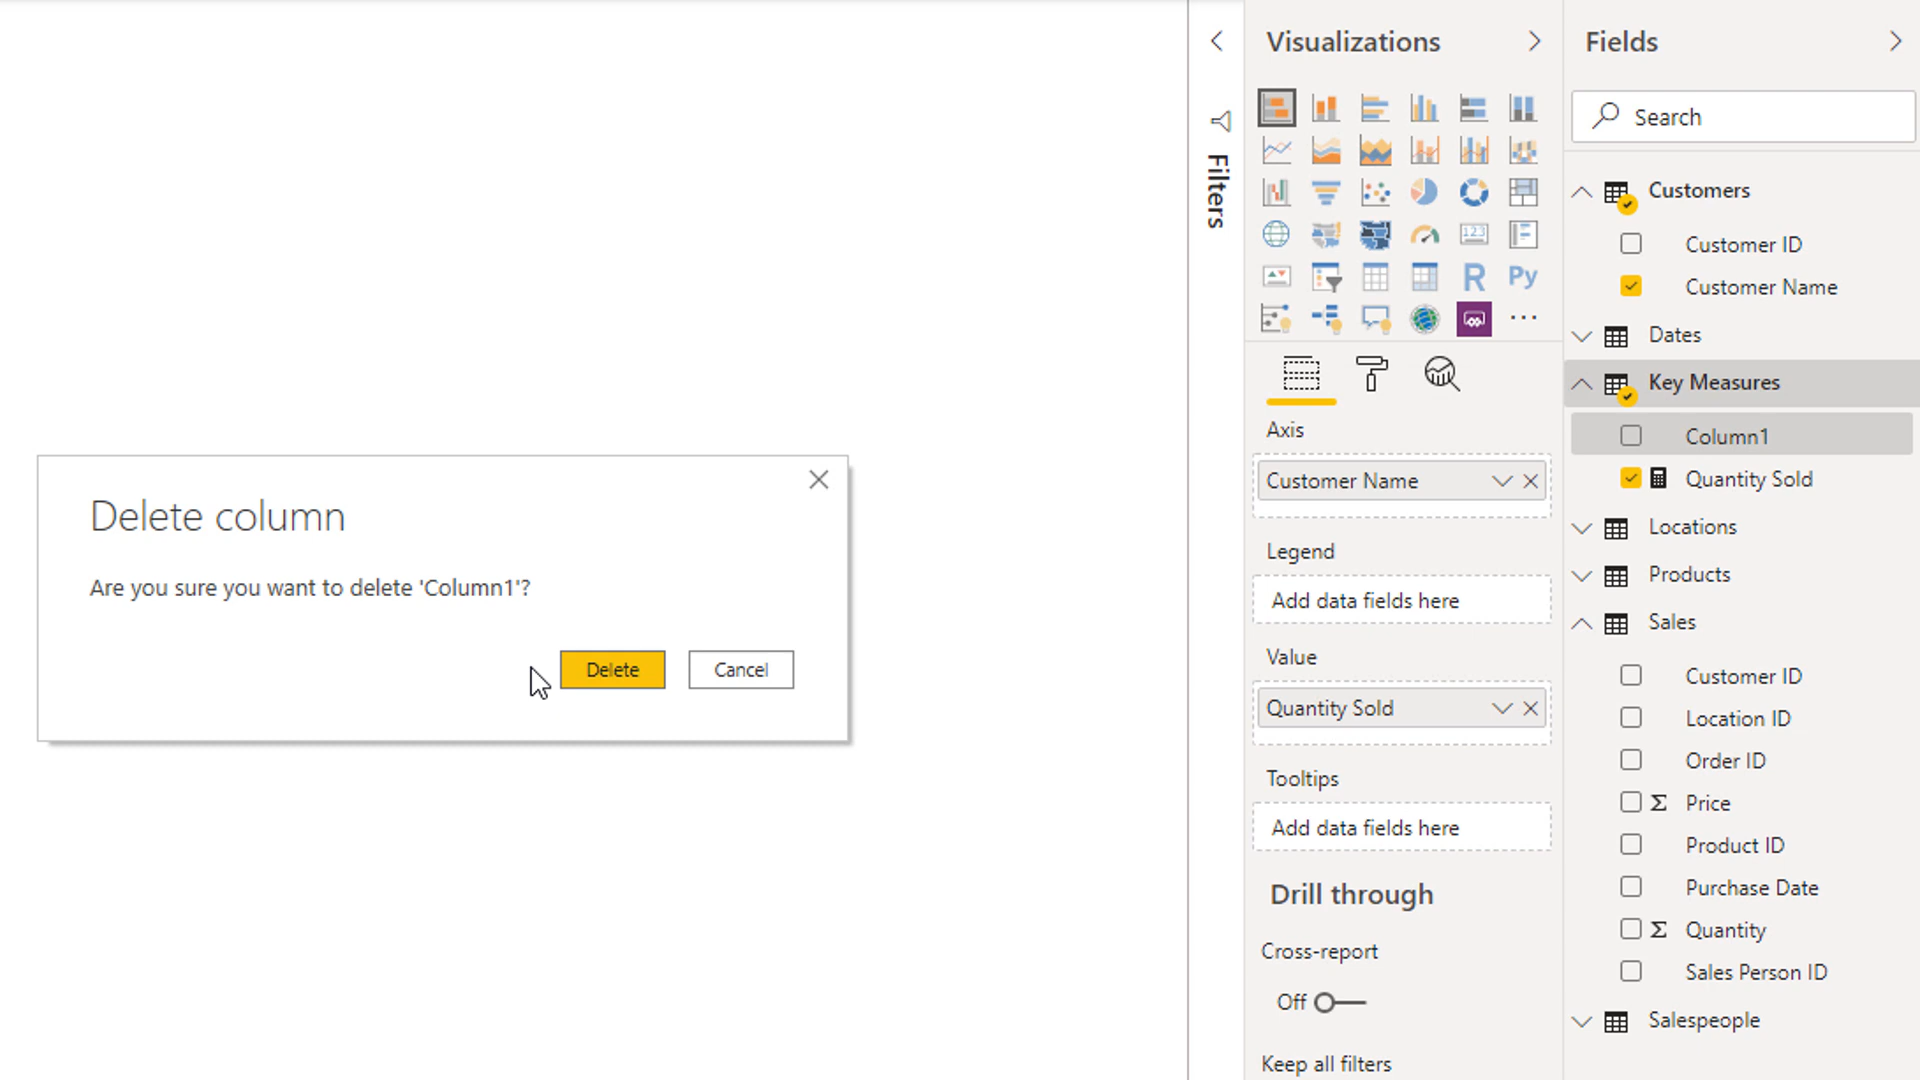 Delete column
Are you sure you want to delete 'Column1'?
Delete
Cancel
Filters
Visualizations
123
R
Py
Axis
Customer Name
Legend
Add data fields here
Value
Quantity Sold
Tooltips
Add data fields here
Drill through
Cross-report
Off
Keep all filters
Fields
Search
Customers
Customer ID
Customer Name
Dates
Key Measures
Column1
Quantity Sold
Locations
Products
Sales
Customer ID
Location ID
Order ID
Σ Price
Product ID
Purchase Date
Σ Quantity
Sales Person ID
Salespeople